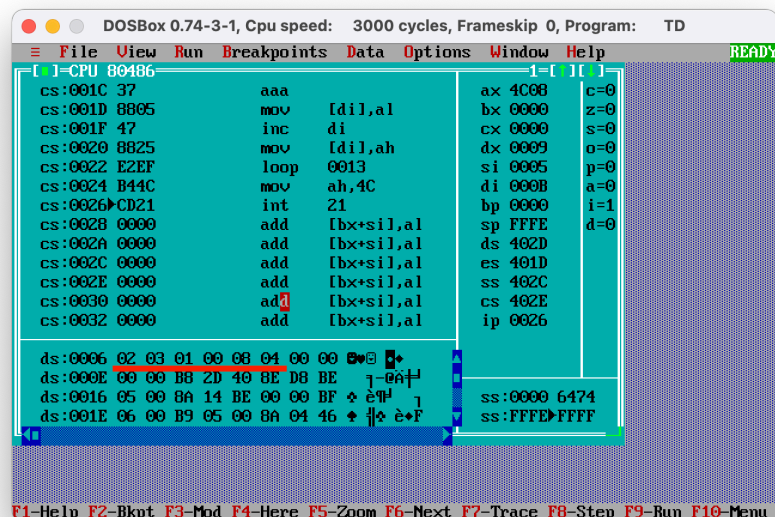 DOSBox 0.74-3-1, Cpu speed: 3000 cycles, Frameskip 0, Program: TD
≡ File View Run Breakpoints Data Options Window Help READY
[■]=CPU 80486 1=[↑][↓]
cs:001C 37 aaa ax 4C08 c=0
cs:001D 8805 mov [di],al bx 0000 z=0
cs:001F 47 inc di cx 0000 s=0
cs:0020 8825 mov [di],ah dx 0009 o=0
cs:0022 E2EF loop 0013 si 0005 p=0
cs:0024 B44C mov ah,4C di 000B a=0
cs:0026►CD21 int 21 bp 0000 i=1
cs:0028 0000 add [bx+si],al sp FFFE d=0
cs:002A 0000 add [bx+si],al ds 402D
cs:002C 0000 add [bx+si],al es 401D
cs:002E 0000 add [bx+si],al ss 402C
cs:0030 0000 add [bx+si],al cs 402E
cs:0032 0000 add [bx+si],al ip 0026
ds:0006 02 03 01 00 08 04 00 00 ☻♥☺ ◘♦
ds:000E 00 00 B8 2D 40 8E D8 BE ╕-@Ä╪╛
ds:0016 05 00 8A 14 BE 00 00 BF ♣ è¶╛ ┐ ss:0000 6474
ds:001E 06 00 B9 05 00 8A 04 46 ♠ ╣♣ è♦F ss:FFFE►FFFF
F1-Help F2-Bkpt F3-Mod F4-Here F5-Zoom F6-Next F7-Trace F8-Step F9-Run F10-Menu